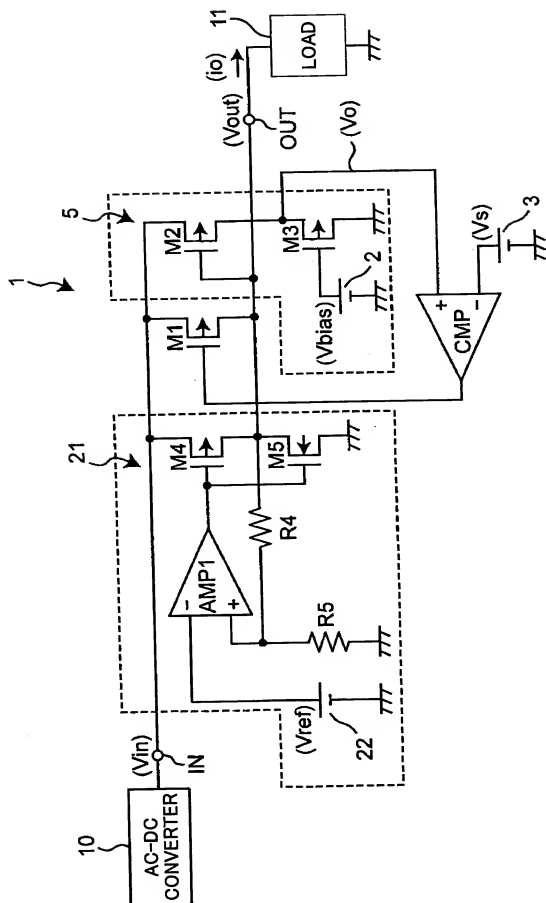 1
10
AC-DC
CONVERTER
(Vin)
IN
21
M4
M5
AMP1
-
+
R4
R5
(Vref)
22
M1
5
M2
M3
(Vbias)
2
(Vout)
OUT
(io)
11
LOAD
(Vo)
CMP
+
-
(Vs)
3